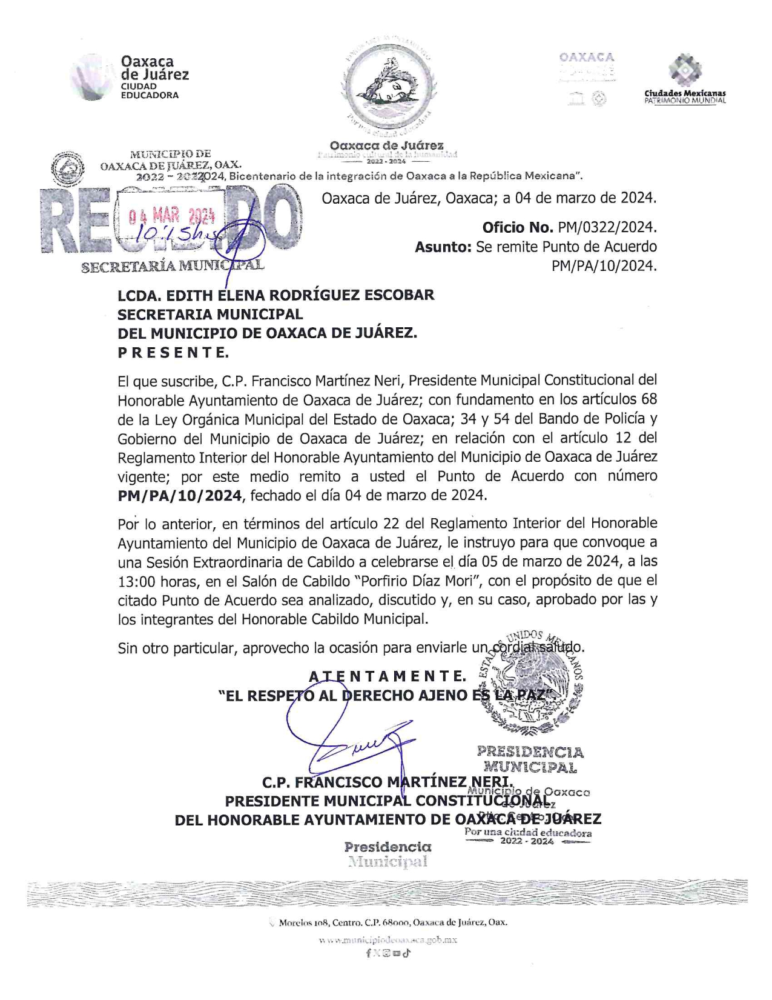 Oaxaca
de Juárez
CIUDAD
EDUCADORA
OAXACA
Ciudades Mexicanas
PATRIMONIO MUNDIAL
Por una ciudad educadora
Oaxaca de Juárez
Patrimonio cultural de la humanidad
2022 - 2024
MUNICIPIO DE
OAXACA DE JUÁREZ, OAX.
2024, Bicentenario de la integración de Oaxaca a la República Mexicana”.
RECIBIDO
04 MAR 2024
10:15hrs
SECRETARÍA MUNICIPAL
Oaxaca de Juárez, Oaxaca; a 04 de marzo de 2024.
Oficio No. PM/0322/2024.
Asunto: Se remite Punto de Acuerdo
PM/PA/10/2024.
LCDA. EDITH ELENA RODRÍGUEZ ESCOBAR
SECRETARIA MUNICIPAL
DEL MUNICIPIO DE OAXACA DE JUÁREZ.
P R E S E N T E.
El que suscribe, C.P. Francisco Martínez Neri, Presidente Municipal Constitucional del
Honorable Ayuntamiento de Oaxaca de Juárez; con fundamento en los artículos 68
de la Ley Orgánica Municipal del Estado de Oaxaca; 34 y 54 del Bando de Policía y
Gobierno del Municipio de Oaxaca de Juárez; en relación con el artículo 12 del
Reglamento Interior del Honorable Ayuntamiento del Municipio de Oaxaca de Juárez
vigente; por este medio remito a usted el Punto de Acuerdo con número
PM/PA/10/2024, fechado el día 04 de marzo de 2024.
Por lo anterior, en términos del artículo 22 del Reglamento Interior del Honorable
Ayuntamiento del Municipio de Oaxaca de Juárez, le instruyo para que convoque a
una Sesión Extraordinaria de Cabildo a celebrarse el día 05 de marzo de 2024, a las
13:00 horas, en el Salón de Cabildo “Porfirio Díaz Mori”, con el propósito de que el
citado Punto de Acuerdo sea analizado, discutido y, en su caso, aprobado por las y
los integrantes del Honorable Cabildo Municipal.
Sin otro particular, aprovecho la ocasión para enviarle un cordial saludo.
A T E N T A M E N T E.
“EL RESPETO AL DERECHO AJENO ES LA PAZ”.
ESTADOS UNIDOS MEXICANOS
PRESIDENCIA
MUNICIPAL
C.P. FRANCISCO MARTÍNEZ NERI.
PRESIDENTE MUNICIPAL CONSTITUCIONAL
DEL HONORABLE AYUNTAMIENTO DE OAXACA DE JUÁREZ
Municipio de Oaxaca
de Juárez
Por una ciudad educadora
2022 - 2024
Presidencia
Municipal
Morelos 108, Centro. C.P. 68000, Oaxaca de Juárez, Oax.
www.municipiodeoaxaca.gob.mx